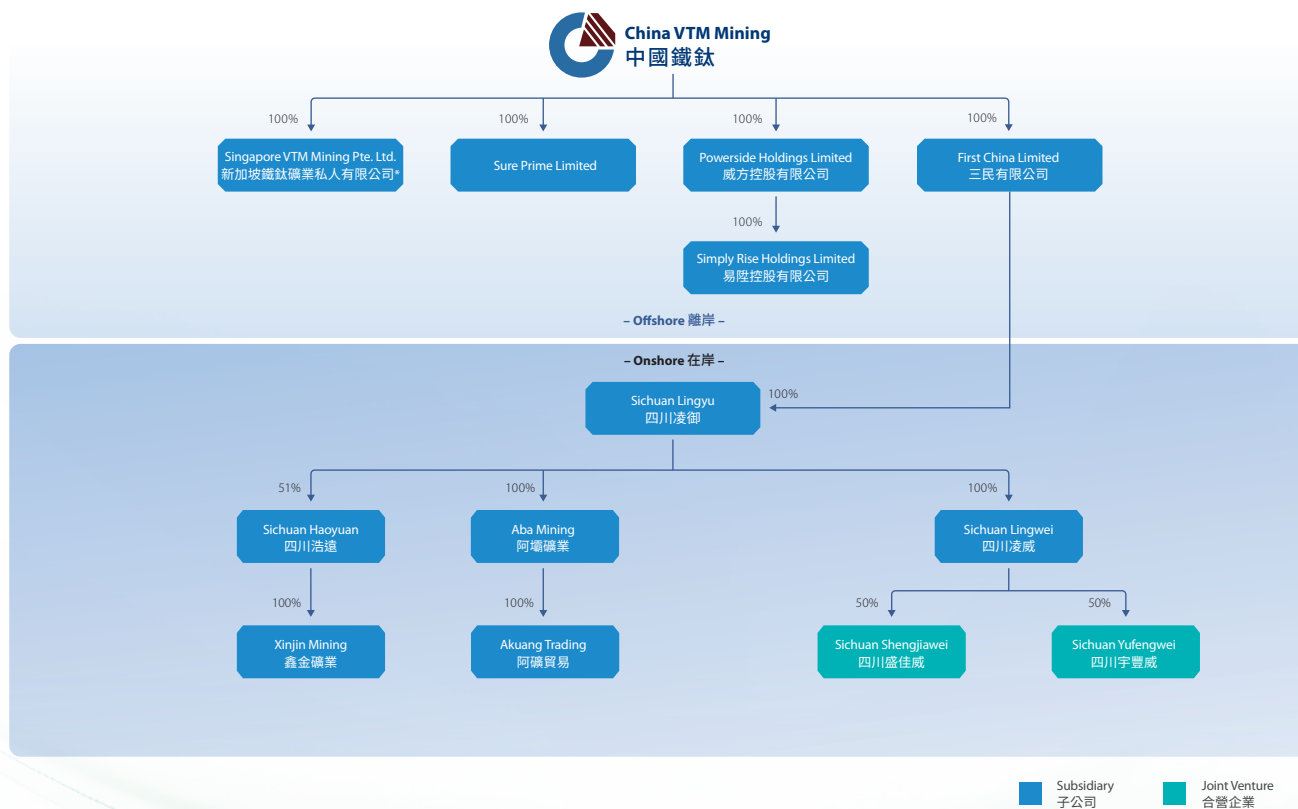 China VTM Mining
中國鐵鈦
100%
100%
100%
100%
Singapore VTM Mining Pte. Ltd.
新加坡鐵鈦礦業私人有限公司*
Sure Prime Limited
Powerside Holdings Limited
威方控股有限公司
First China Limited
三民有限公司
100%
Simply Rise Holdings Limited
易陞控股有限公司
– Offshore 離岸 –
– Onshore 在岸 –
100%
Sichuan Lingyu
四川凌御
51%
100%
100%
Sichuan Haoyuan
四川浩遠
Aba Mining
阿壩礦業
Sichuan Lingwei
四川凌威
100%
100%
50%
50%
Xinjin Mining
鑫金礦業
Akuang Trading
阿礦貿易
Sichuan Shengjiawei
四川盛佳威
Sichuan Yufengwei
四川宇豐威
Subsidiary
子公司
Joint Venture
合營企業